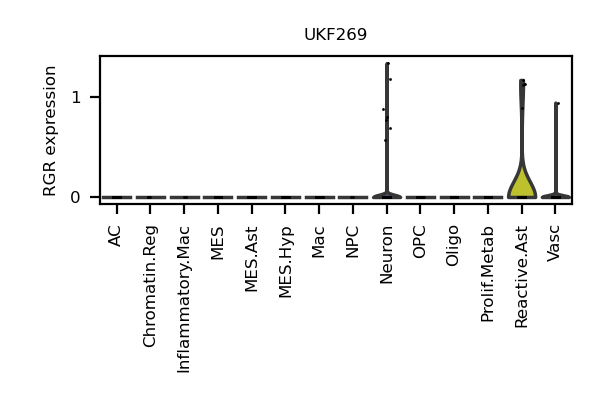 UKF269
RGR expression
1
0
AC
Chromatin.Reg
Inflammatory.Mac
MES
MES.Ast
MES.Hyp
Mac
NPC
Neuron
OPC
Oligo
Prolif.Metab
Reactive.Ast
Vasc